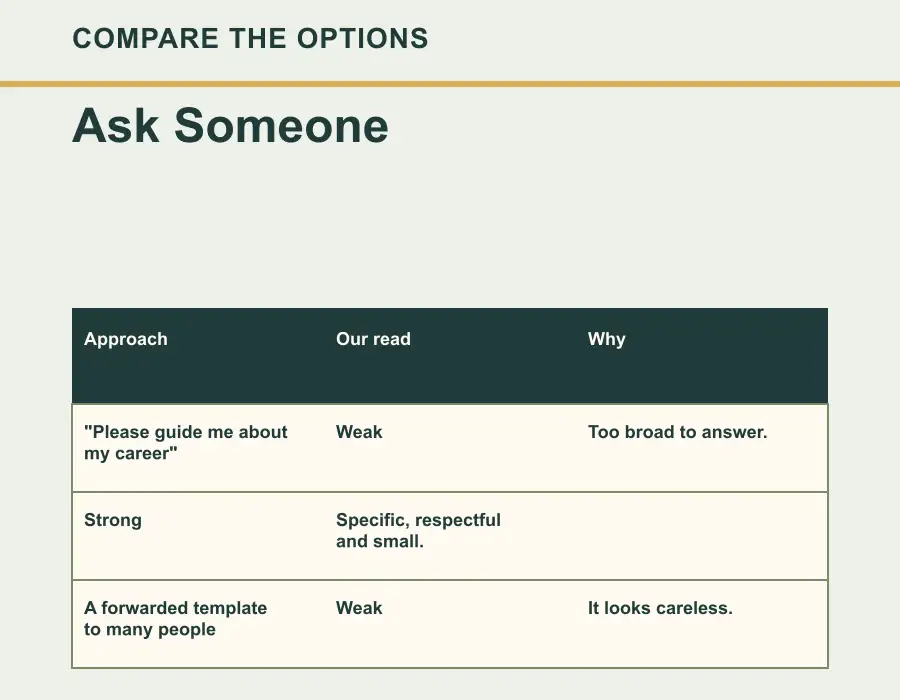 COMPARE THE OPTIONS
Ask Someone
Approach Our read Why
"Please guide me about Weak Too broad to answer.
my career"
Strong Specific, respectful
and small.
A forwarded template Weak It looks careless.
to many people